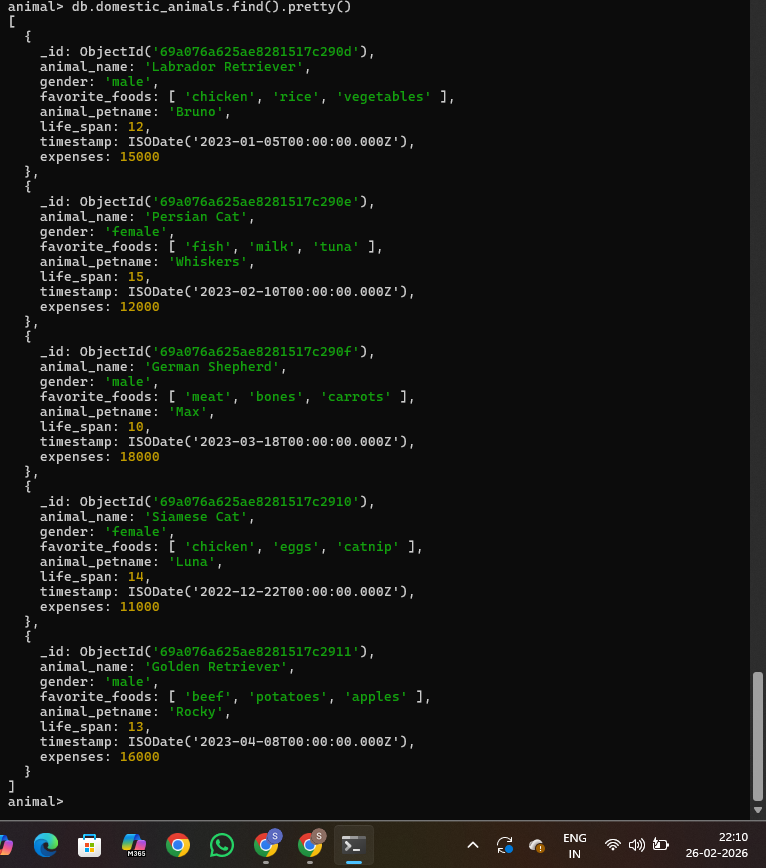 animal> db.domestic_animals.find().pretty()
[
  {
    _id: ObjectId('69a076a625ae8281517c290d'),
    animal_name: 'Labrador Retriever',
    gender: 'male',
    favorite_foods: [ 'chicken', 'rice', 'vegetables' ],
    animal_petname: 'Bruno',
    life_span: 12,
    timestamp: ISODate('2023-01-05T00:00:00.000Z'),
    expenses: 15000
  },
  {
    _id: ObjectId('69a076a625ae8281517c290e'),
    animal_name: 'Persian Cat',
    gender: 'female',
    favorite_foods: [ 'fish', 'milk', 'tuna' ],
    animal_petname: 'Whiskers',
    life_span: 15,
    timestamp: ISODate('2023-02-10T00:00:00.000Z'),
    expenses: 12000
  },
  {
    _id: ObjectId('69a076a625ae8281517c290f'),
    animal_name: 'German Shepherd',
    gender: 'male',
    favorite_foods: [ 'meat', 'bones', 'carrots' ],
    animal_petname: 'Max',
    life_span: 10,
    timestamp: ISODate('2023-03-18T00:00:00.000Z'),
    expenses: 18000
  },
  {
    _id: ObjectId('69a076a625ae8281517c2910'),
    animal_name: 'Siamese Cat',
    gender: 'female',
    favorite_foods: [ 'chicken', 'eggs', 'catnip' ],
    animal_petname: 'Luna',
    life_span: 14,
    timestamp: ISODate('2022-12-22T00:00:00.000Z'),
    expenses: 11000
  },
  {
    _id: ObjectId('69a076a625ae8281517c2911'),
    animal_name: 'Golden Retriever',
    gender: 'male',
    favorite_foods: [ 'beef', 'potatoes', 'apples' ],
    animal_petname: 'Rocky',
    life_span: 13,
    timestamp: ISODate('2023-04-08T00:00:00.000Z'),
    expenses: 16000
  }
]
animal>
M365
S
S
ENG
IN
22:10
26-02-2026